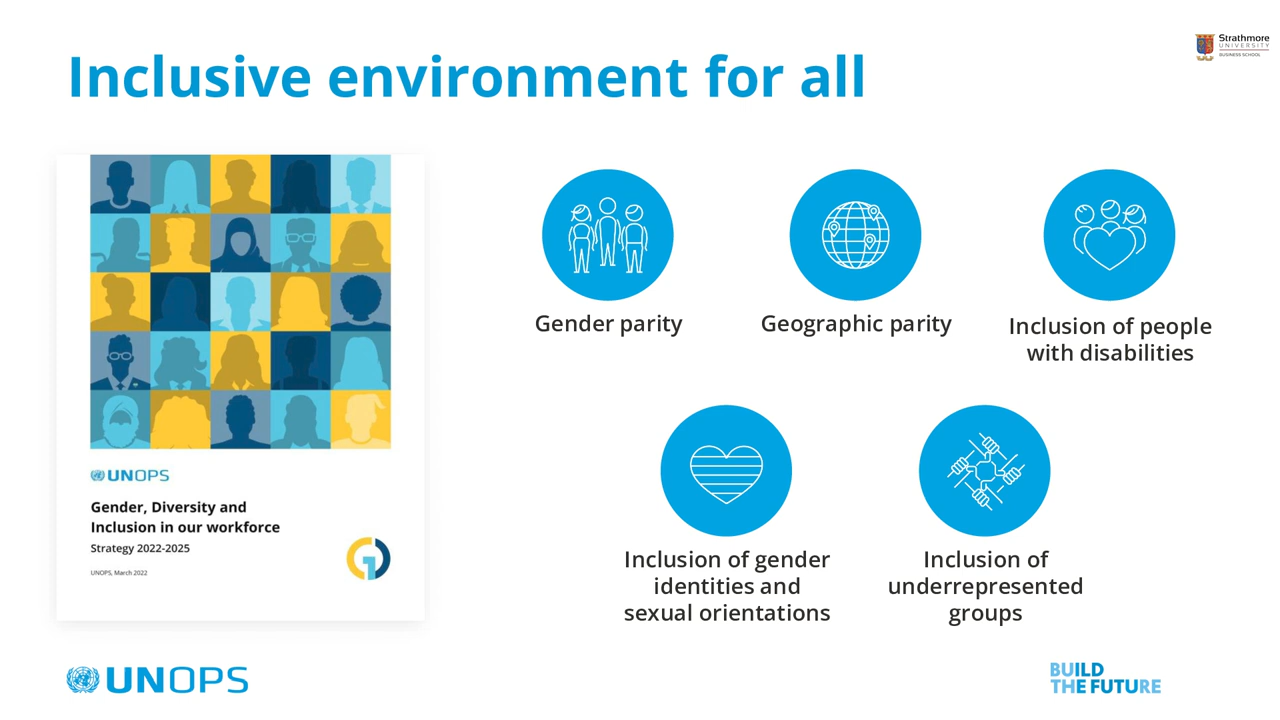 Inclusive environment for all
Strathmore
UNIVERSITY
BUSINESS SCHOOL
UNOPS
Gender, Diversity and
Inclusion in our workforce
Strategy 2022-2025
UNOPS, March 2022
Gender parity
Geographic parity
Inclusion of people
with disabilities
Inclusion of gender
identities and
sexual orientations
Inclusion of
underrepresented
groups
UNOPS
BUILD
THE FUTURE